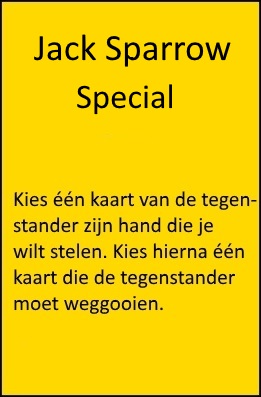 Jack Sparrow
Special
Kies één kaart van de tegen-
stander zijn hand die je
wilt stelen. Kies hierna één
kaart die de tegenstander
moet weggooien.